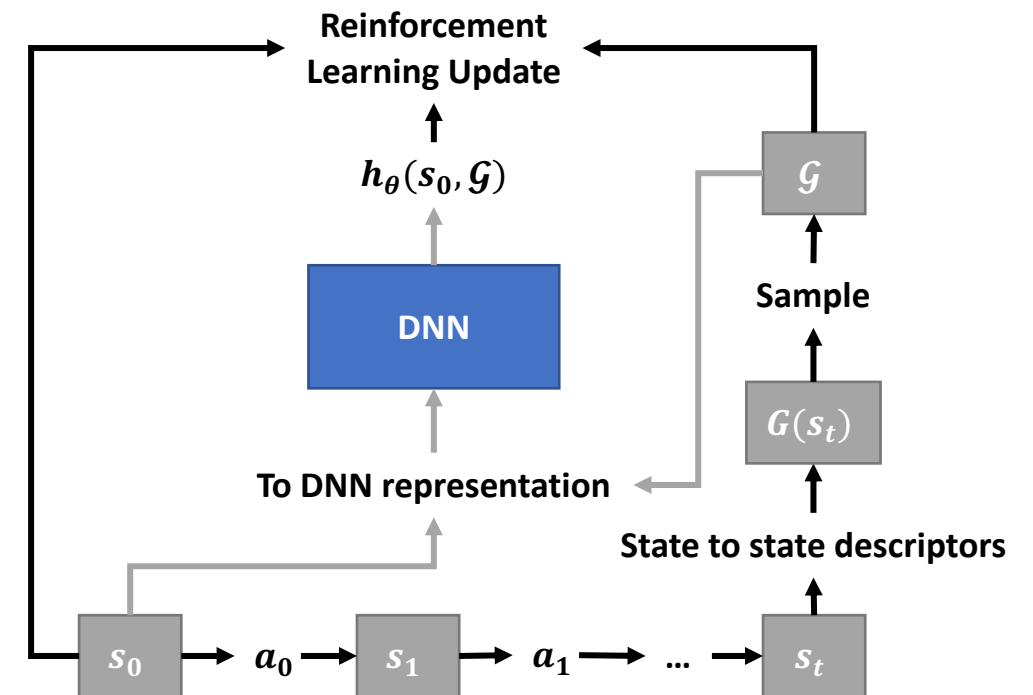 Reinforcement
Learning Update
h_θ(s_0, 𝒢)
𝒢
Sample
DNN
G(s_t)
To DNN representation
State to state descriptors
s_0 a_0 s_1 a_1 ... s_t